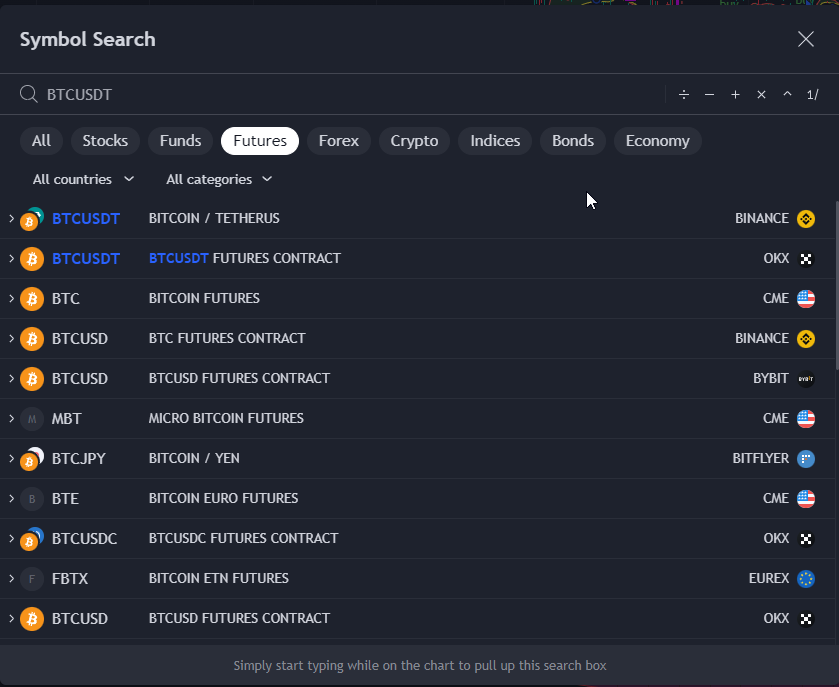 Symbol Search
BTCUSDT ÷ − + × ^ 1/
All Stocks Funds Futures Forex Crypto Indices Bonds Economy
All countries All categories
BTCUSDT BITCOIN / TETHERUS BINANCE
BTCUSDT BTCUSDT FUTURES CONTRACT OKX
BTC BITCOIN FUTURES CME
BTCUSD BTC FUTURES CONTRACT BINANCE
BTCUSD BTCUSD FUTURES CONTRACT BYBIT BYBIT
M MBT MICRO BITCOIN FUTURES CME
BTCJPY BITCOIN / YEN BITFLYER
B BTE BITCOIN EURO FUTURES CME
BTCUSDC BTCUSDC FUTURES CONTRACT OKX
F FBTX BITCOIN ETN FUTURES EUREX
BTCUSD BTCUSD FUTURES CONTRACT OKX
Simply start typing while on the chart to pull up this search box